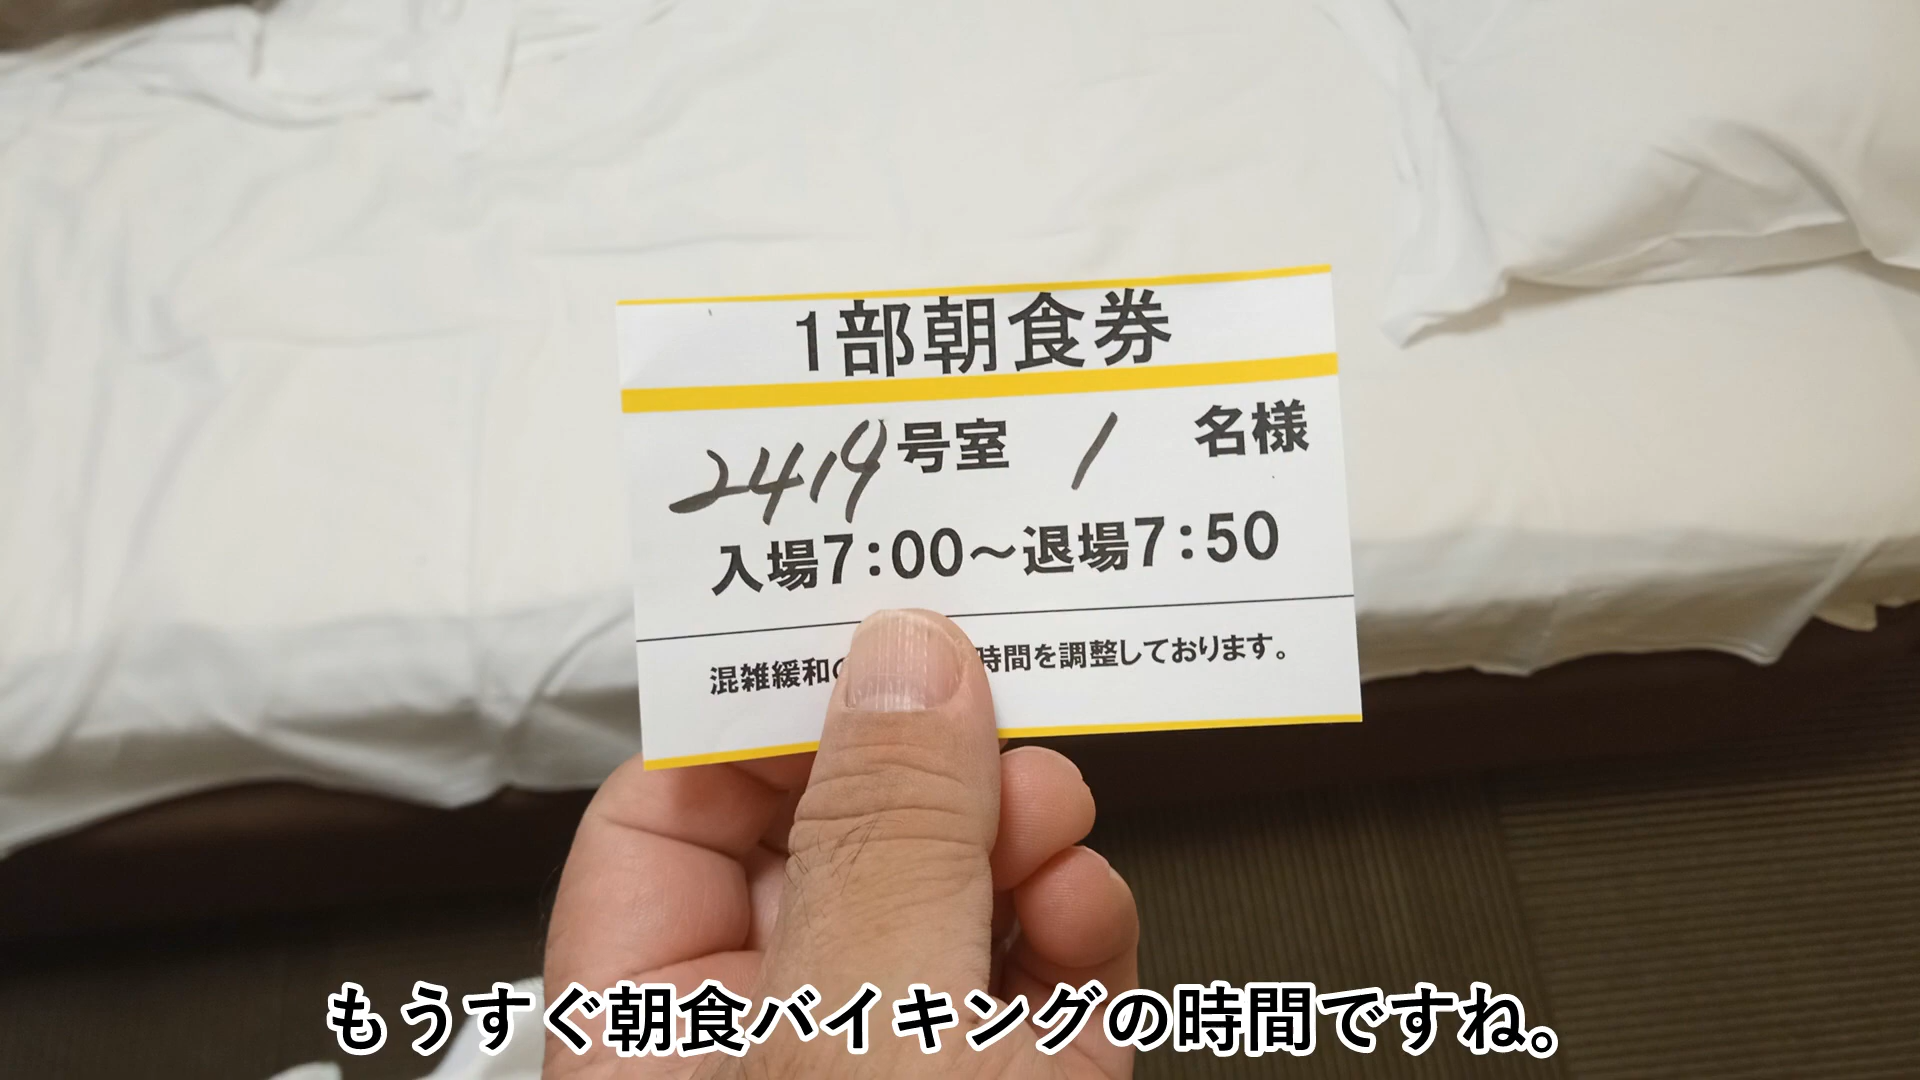 1部朝食券
2419号室 1 名様
入場7:00～退場7:50
混雑緩和 時間を調整しております。
もうすぐ朝食バイキングの時間ですね。